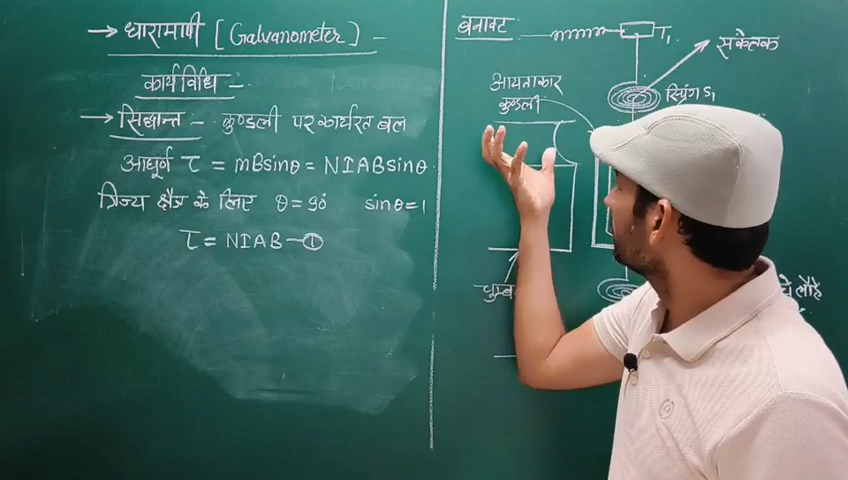 → धारामापी [Galvanometer] -
कार्यविधि -
→ सिद्धान्त - कुण्डली पर कार्यरत बल
आघूर्ण τ = mBsinθ = NIABsinθ
त्रिज्य क्षैत्र के लिए θ = 90° sinθ = 1
τ = NIAB - ①
बनावट
T₁
संकेतक
आयताकार
कुण्डली
स्प्रिंग S₁
चुम्ब
लौहे